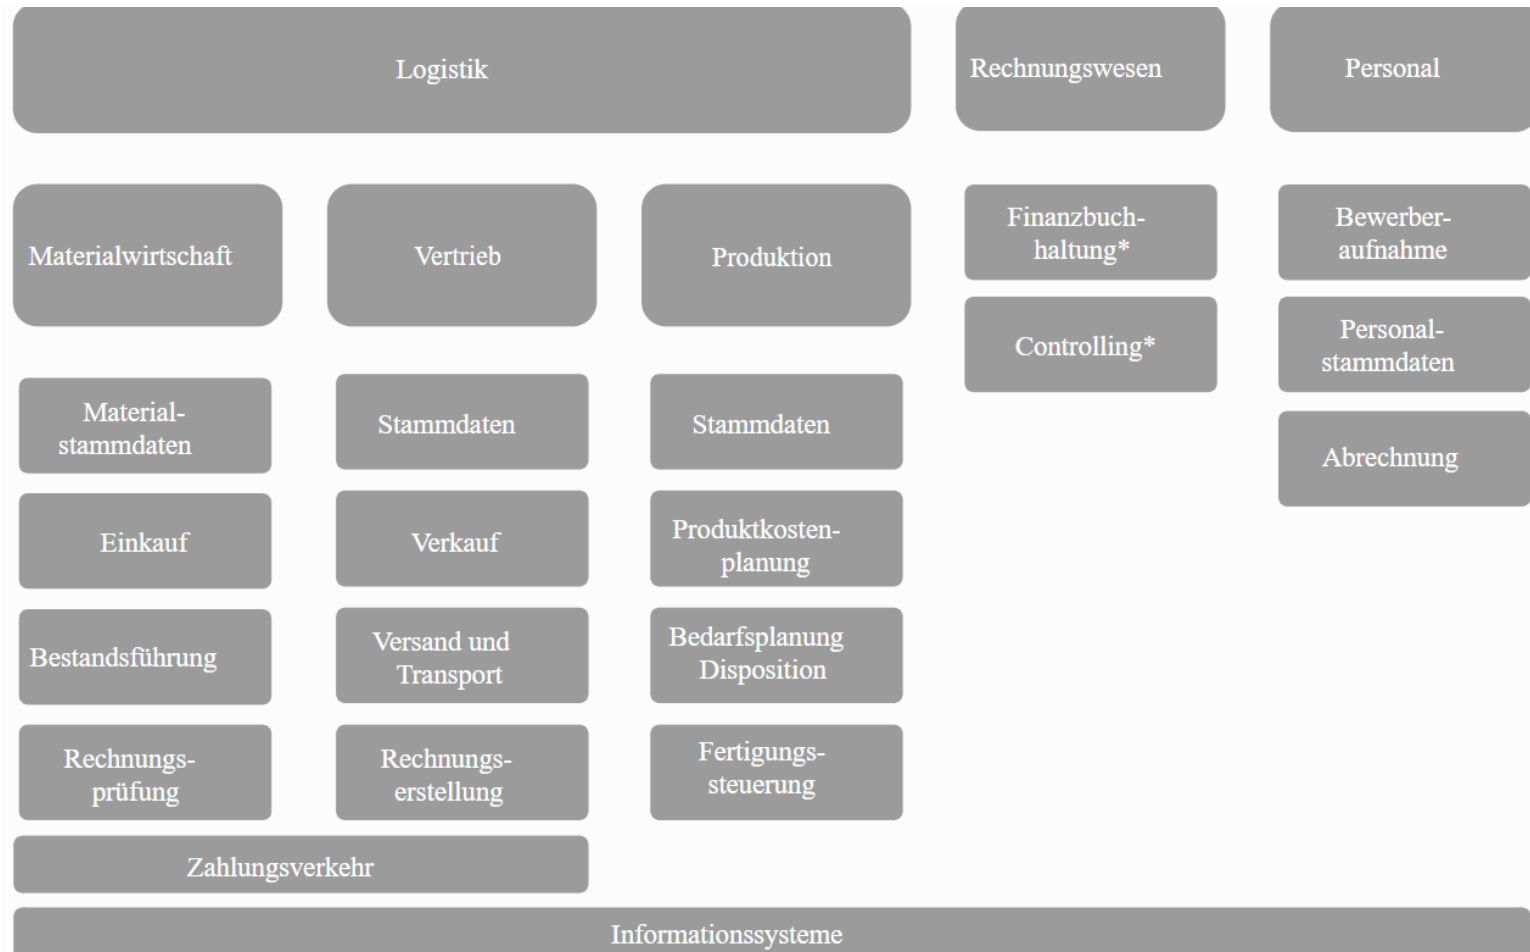 Logistik
Rechnungswesen
Personal
Materialwirtschaft
Vertrieb
Produktion
Finanzbuch-
haltung*
Bewerber-
aufnahme
Controlling*
Personal-
stammdaten
Material-
stammdaten
Stammdaten
Stammdaten
Abrechnung
Einkauf
Verkauf
Produktkosten-
planung
Bestandsführung
Versand und
Transport
Bedarfsplanung
Disposition
Rechnungs-
prüfung
Rechnungs-
erstellung
Fertigungs-
steuerung
Zahlungsverkehr
Informationssysteme